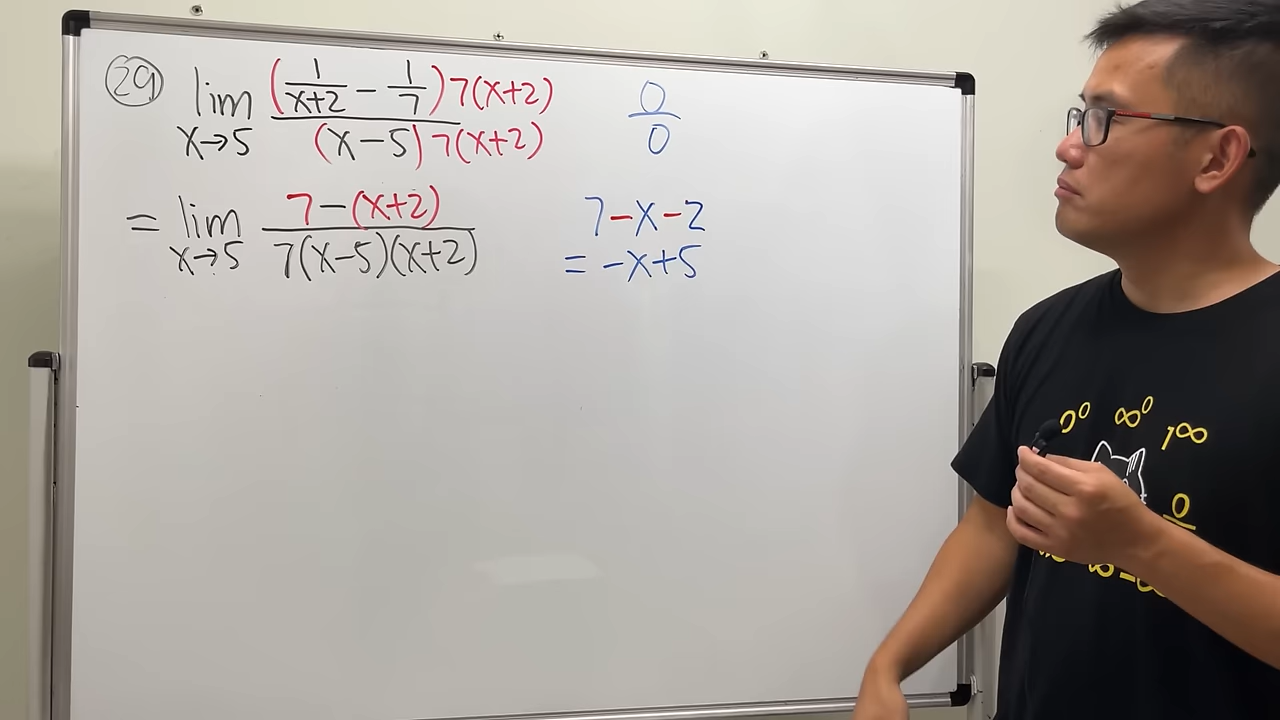 29 lim x→5 ((1/(x+2) − 1/7) 7(x+2)) / ((x−5) 7(x+2)) 0/0
= lim x→5 (7−(x+2)) / (7(x−5)(x+2)) 7−x−2
= −x+5
0⁰ ∞⁰ 1^∞
0